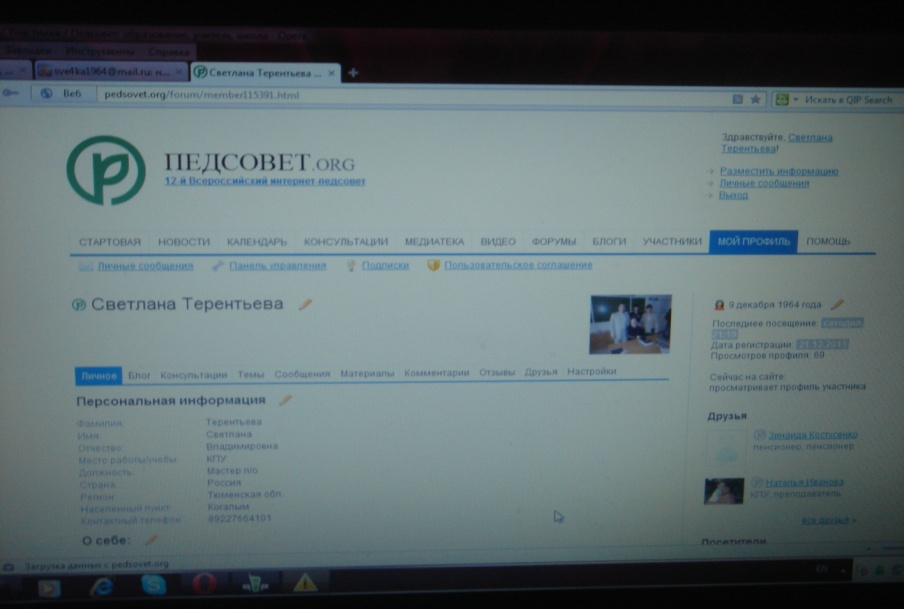 Закладки Инструменты Справка
sve4ka1964@mail.ru: н...
Светлана Терентьева ...
Веб pedsovet.org/forum/member115391.html
Искать в QIP Search
ПЕДСОВЕТ.ORG
12-й Всероссийский интернет-педсовет
Здравствуйте, Светлана
Терентьева!
Разместить информацию
Личные сообщения
Выход
СТАРТОВАЯ НОВОСТИ КАЛЕНДАРЬ КОНСУЛЬТАЦИИ МЕДИАТЕКА ВИДЕО ФОРУМЫ БЛОГИ УЧАСТНИКИ МОЙ ПРОФИЛЬ ПОМОЩЬ
Личные сообщения Панель управления Подписки Пользовательское соглашение
Светлана Терентьева
9 декабря 1964 года
Последнее посещение: сегодня,
Дата регистрации:
Просмотров профиля: 69
Сейчас на сайте:
просматривает профиль участника
Личное Блог Консультации Темы Сообщения Материалы Комментарии Отзывы Друзья Настройки
Персональная информация
Фамилия: Терентьева
Имя: Светлана
Отчество: Владимировна
Место работы/учебы: КПУ
Должность: Мастер п/о
Страна: Россия
Регион: Тюменская обл.
Населенный пункт: Когалым
Контактный телефон: 89227664101
О себе:
Друзья
Зинаида Костюченко
пенсионер, пенсионер
Наталья Иванова
КПУ, преподаватель
все друзья »
Посетители
Загрузка данных с pedsovet.org
EN